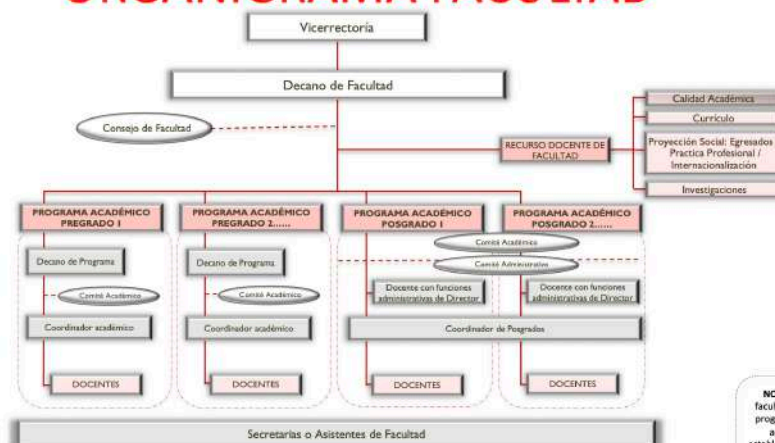 ORGANIGRAMA FACULTAD
Vicerrectoría
Decano de Facultad
Consejo de Facultad
RECURSO DOCENTE DE
FACULTAD
Calidad Académica
Currículo
Proyección Social: Egresados
Practica Profesional /
Internacionalización
Investigaciones
PROGRAMA ACADÉMICO
PREGRADO 1
PROGRAMA ACADÉMICO
PREGRADO 2......
PROGRAMA ACADÉMICO
POSGRADO 1
PROGRAMA ACADÉMICO
POSGRADO 2......
Comité Académico
Comité Administrativo
Decano de Programa
Decano de Programa
Comité Académico
Comité Académico
Docente con funciones
administrativas de Director
Docente con funciones
administrativas de Director
Coordinador académico
Coordinador académico
Coordinador de Posgrados
DOCENTES
DOCENTES
DOCENTES
DOCENTES
Secretarias o Asistentes de Facultad